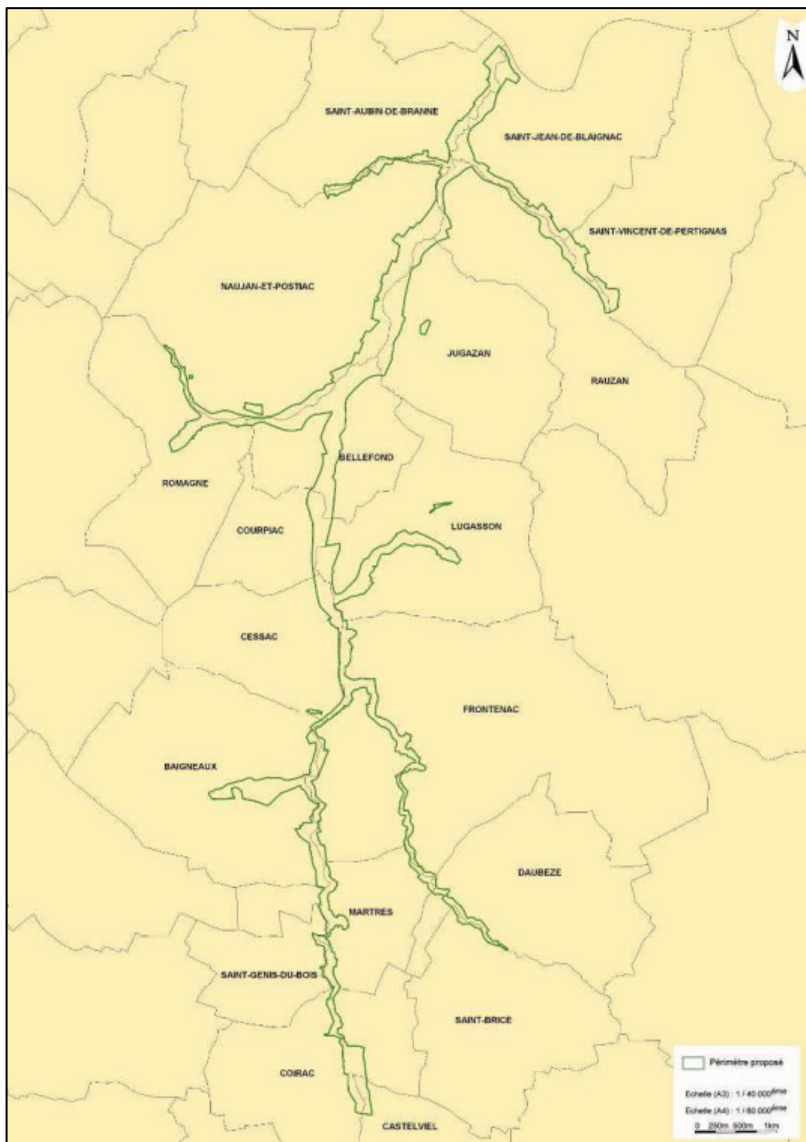 N
SAINT-AUBIN-DE-BRANNE
SAINT-JEAN-DE-BLAIGNAC
SAINT-VINCENT-DE-PERTIGNAS
NAUJAN-ET-POSTIAC
JUGAZAN
RAUZAN
BELLEFOND
ROMAGNE
LUGASSON
COURPIAC
CESSAC
FRONTENAC
BAIGNEAUX
DAUBEZE
MARTRES
SAINT-GENIS-DU-BOIS
SAINT-BRICE
COIRAC
CASTELVIEL
Périmètre proposé
Echelle (A3) : 1 / 40 000ème
Echelle (A4) : 1 / 60 000ème
0 250m 500m 1km